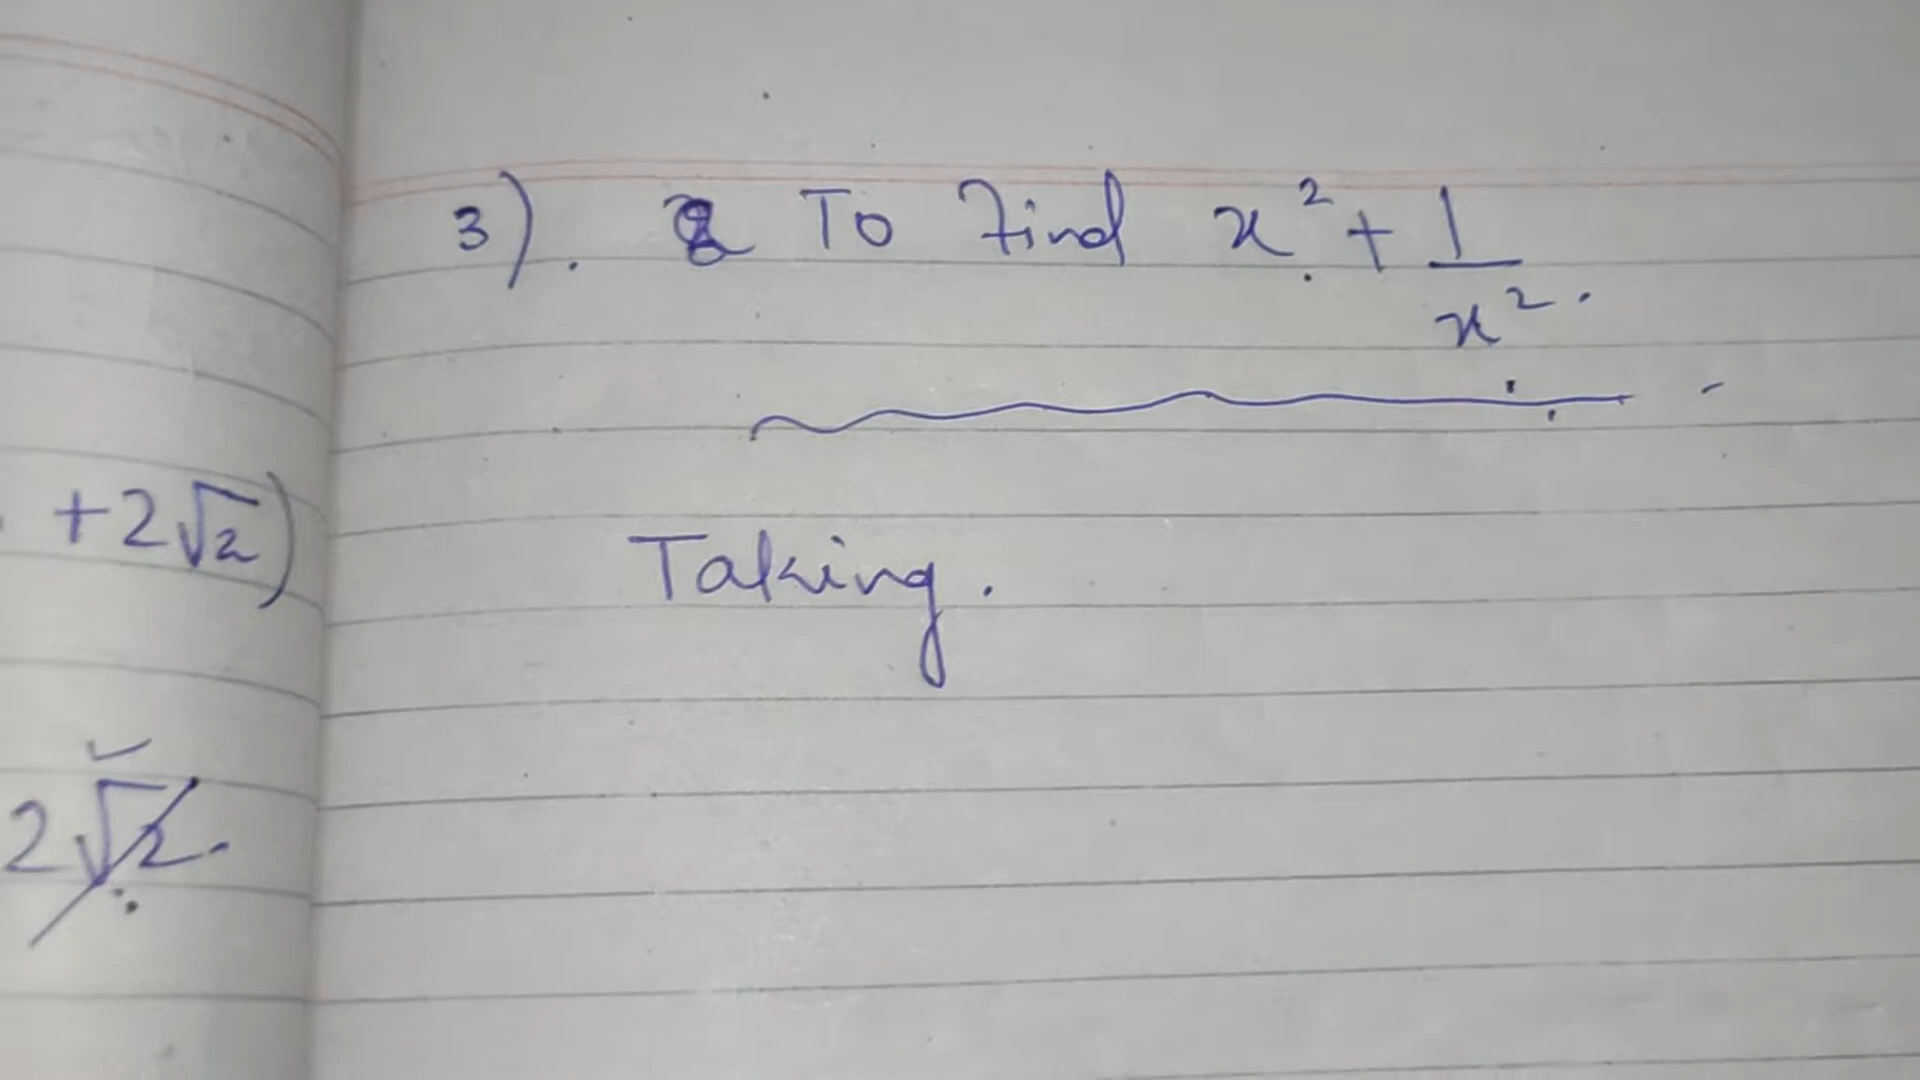 3). To Find x² + 1/x².
Taking.
+2√2)
2√2.